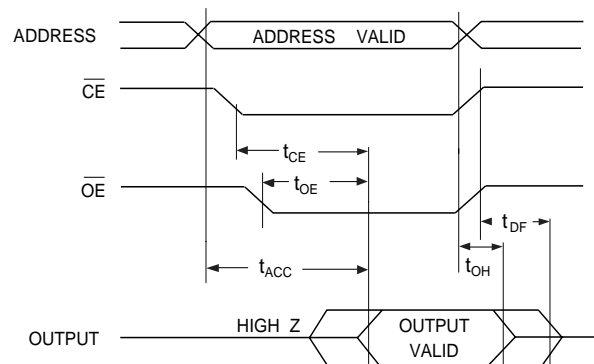 ADDRESS
ADDRESS VALID
CE
tCE
OE
tOE
tDF
tACC
tOH
OUTPUT
HIGH Z
OUTPUT
VALID